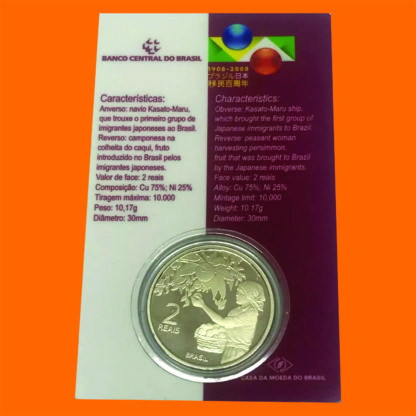 BANCO CENTRAL DO BRASIL
1908-2008
ブラジル日本
移民百周年
Características:
Anverso: navio Kasato-Maru,
que trouxe o primeiro grupo de
imigrantes japoneses ao Brasil.
Reverso: camponesa na
colheita do caqui, fruto
introduzido no Brasil pelos
imigrantes japoneses.
Valor de face: 2 reais
Composição: Cu 75%; Ni 25%
Tiragem máxima: 10.000
Peso: 10,17g
Diâmetro: 30mm
Characteristics:
Obverse: Kasato-Maru ship,
which brought the first group of
Japanese immigrants to Brazil.
Reverse: peasant woman
harvesting persimmon,
fruit that was brought to Brazil
by the Japanese immigrants.
Face value: 2 reais
Alloy: Cu 75%; Ni 25%
Mintage limit: 10,000
Weight: 10.17g
Diameter: 30mm
2
REAIS
BRASIL
CASA DA MOEDA DO BRASIL